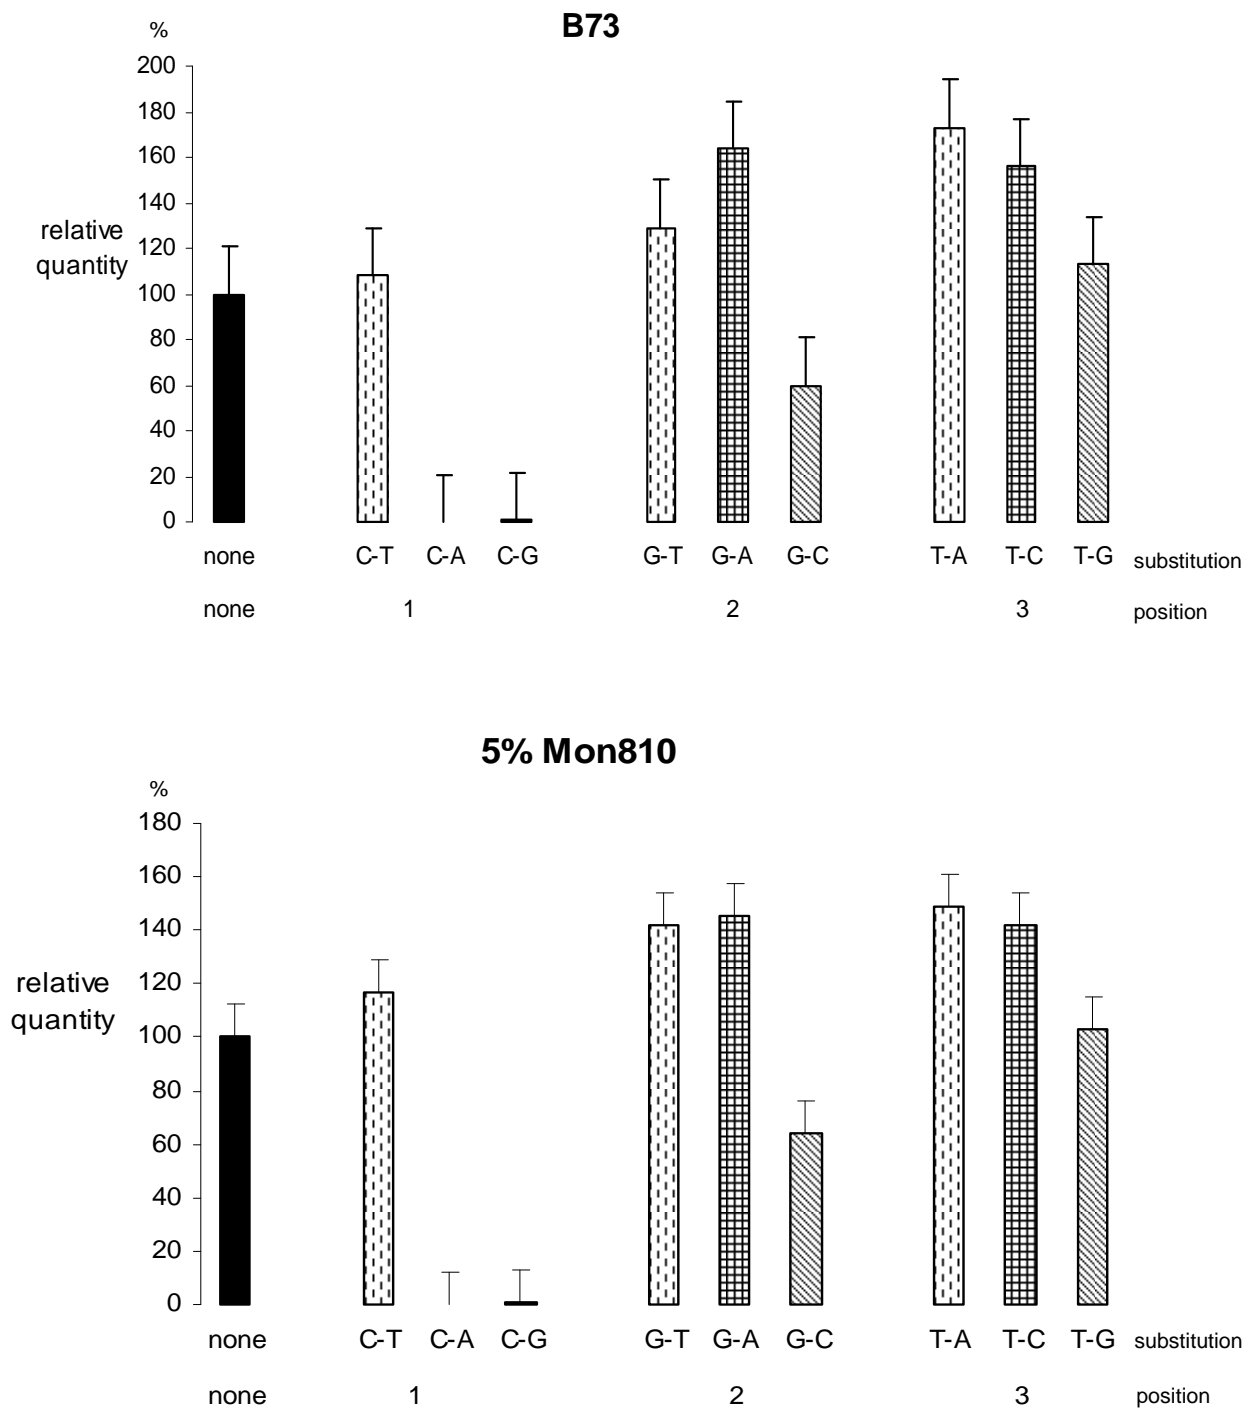 B73
%
200
180
160
140
120
100
80
60
40
20
0
relative
quantity
none C-T C-A C-G G-T G-A G-C T-A T-C T-G substitution
none 1 2 3 position
5% Mon810
%
180
160
140
120
100
80
60
40
20
0
relative
quantity
none C-T C-A C-G G-T G-A G-C T-A T-C T-G substitution
none 1 2 3 position